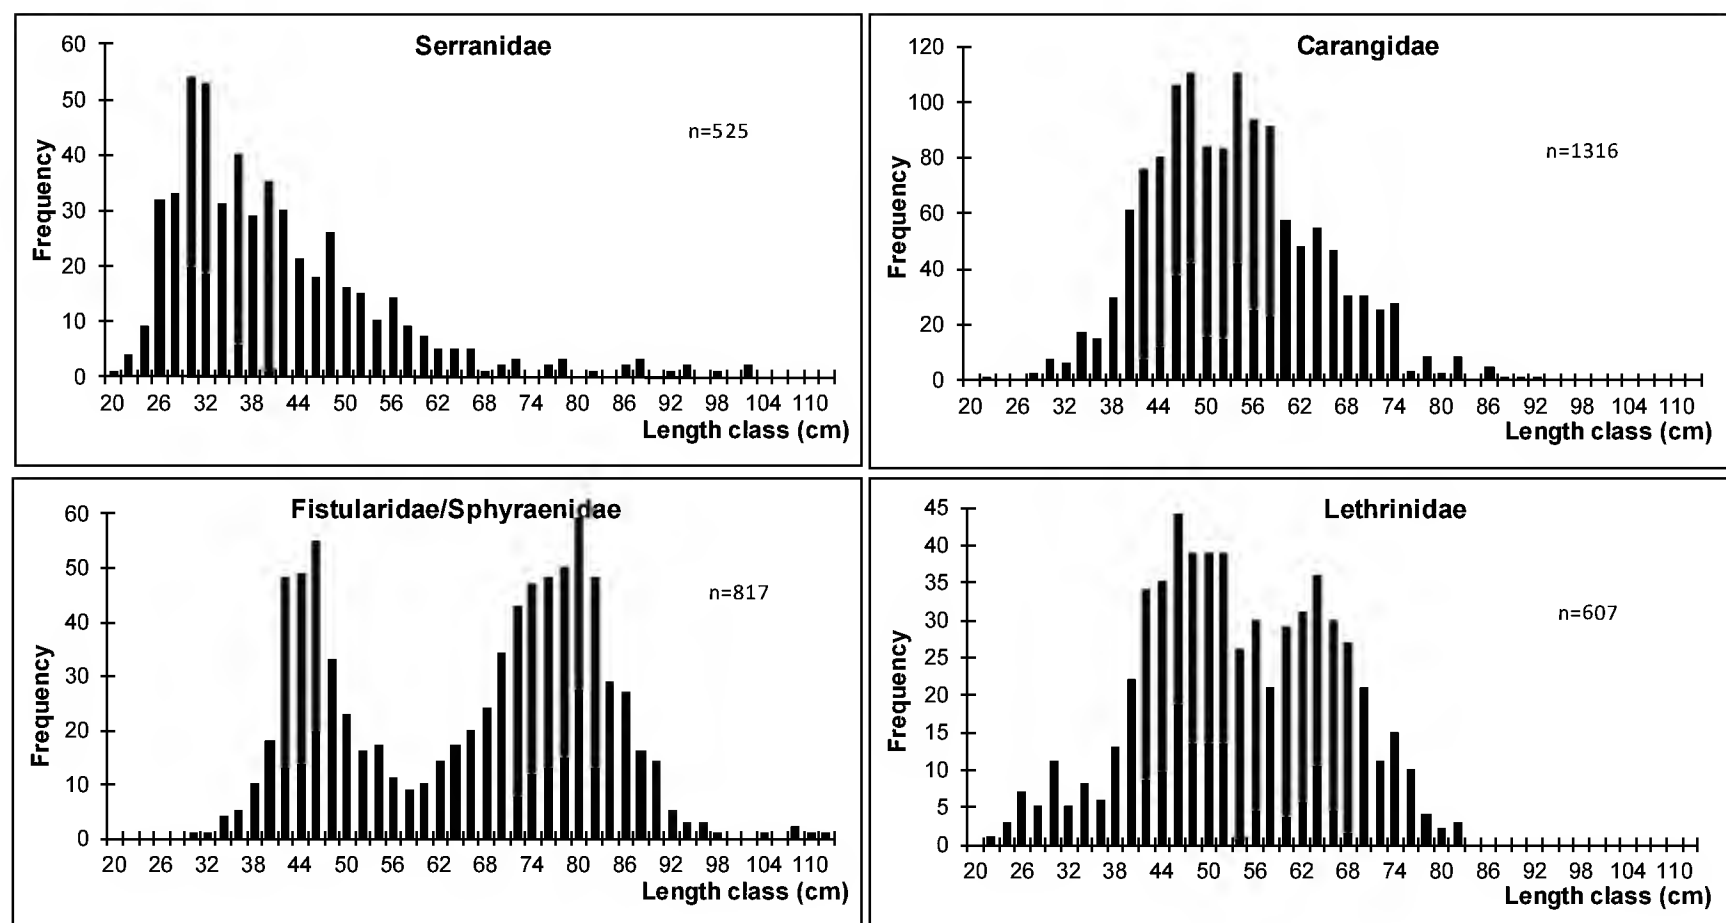 Serranidae
60
50
40
30
20
10
0
Frequency
n=525
20 26 32 38 44 50 56 62 68 74 80 86 92 98 104 110
Length class (cm)
Carangidae
120
100
80
60
40
20
0
Frequency
n=1316
20 26 32 38 44 50 56 62 68 74 80 86 92 98 104 110
Length class (cm)
Fistularidae/Sphyraenidae
60
50
40
30
20
10
0
Frequency
n=817
20 26 32 38 44 50 56 62 68 74 80 86 92 98 104 110
Length class (cm)
Lethrinidae
45
40
35
30
25
20
15
10
5
0
Frequency
n=607
20 26 32 38 44 50 56 62 68 74 80 86 92 98 104 110
Length class (cm)